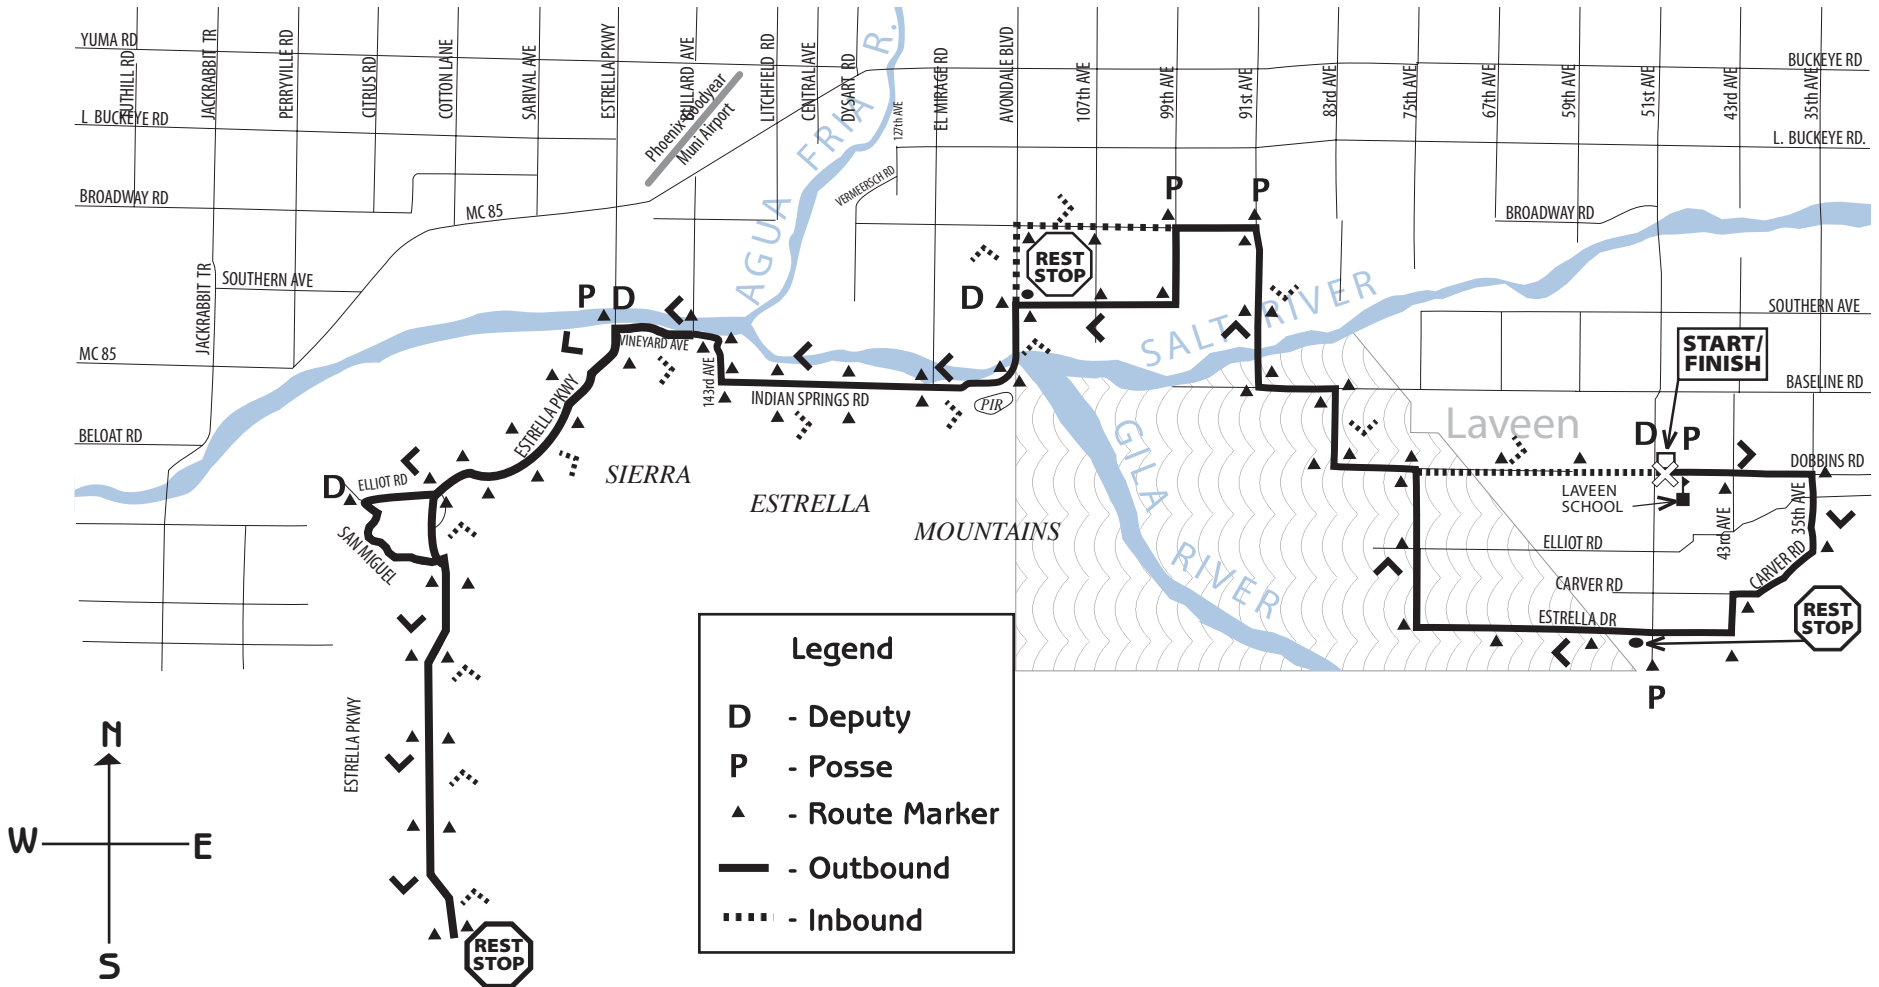 YUMA RD
TUTHILL RD
JACKRABBIT TR
PERRYVILLE RD
CITRUS RD
COTTON LANE
SARIVAL AVE
ESTRELLA PKWY
BULLARD AVE
LITCHFIELD RD
CENTRAL AVE
DYSART RD
127th AVE
EL MIRAGE RD
AVONDALE BLVD
107th AVE
99th AVE
91st AVE
83rd AVE
75th AVE
67th AVE
59th AVE
51st AVE
43rd AVE
35th AVE
BUCKEYE RD
L BUCKEYE RD
L. BUCKEYE RD.
Phoenix-Goodyear
Muni Airport
AGUA FRIA R.
VERMEERSCH RD
BROADWAY RD
MC 85
P
P
BROADWAY RD
JACKRABBIT TR
SOUTHERN AVE
REST
STOP
P D
D
SALT RIVER
SOUTHERN AVE
MC 85
VINEYARD AVE
START/
FINISH
143rd AVE
INDIAN SPRINGS RD
PIR
BASELINE RD
BELOAT RD
ESTRELLA PKWY
GILA RIVER
Laveen
D P
DOBBINS RD
D
ELLIOT RD
SIERRA
ESTRELLA
MOUNTAINS
SAN MIGUEL
LAVEEN
SCHOOL
43rd AVE
35th AVE
ELLIOT RD
CARVER RD
CARVER RD
ESTRELLA DR
REST
STOP
P
ESTRELLA PKWY
Legend
D - Deputy
P - Posse
- Route Marker
- Outbound
- Inbound
N
W E
S
REST
STOP